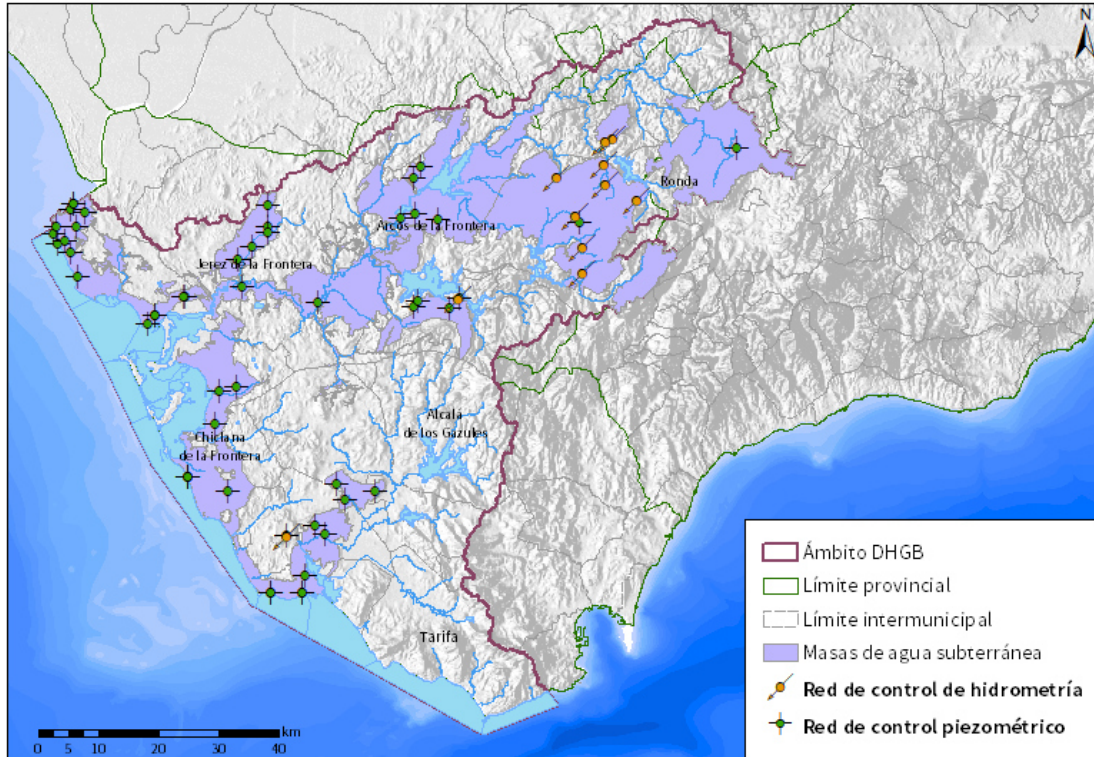 N
Ronda
Arcos de la Frontera
Jerez de la Frontera
Alcalá
de los Gazules
Chiclana
de la Frontera
Tarifa
km
0 5 10 20 30 40
Ámbito DHGB
Límite provincial
Límite intermunicipal
Masas de agua subterránea
Red de control de hidrometría
Red de control piezométrico